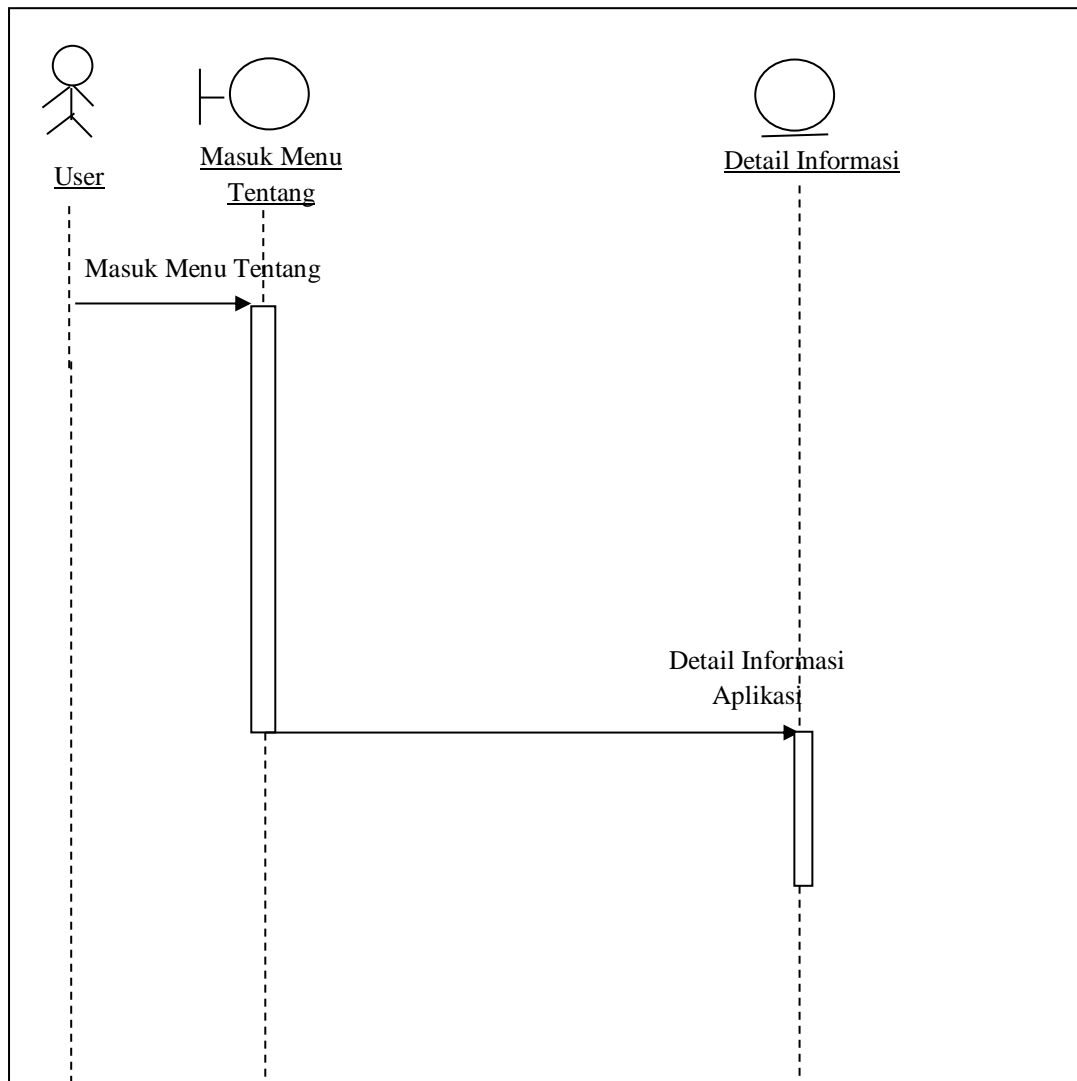 User
Masuk Menu
Tentang
Detail Informasi
Masuk Menu Tentang
Detail Informasi
Aplikasi